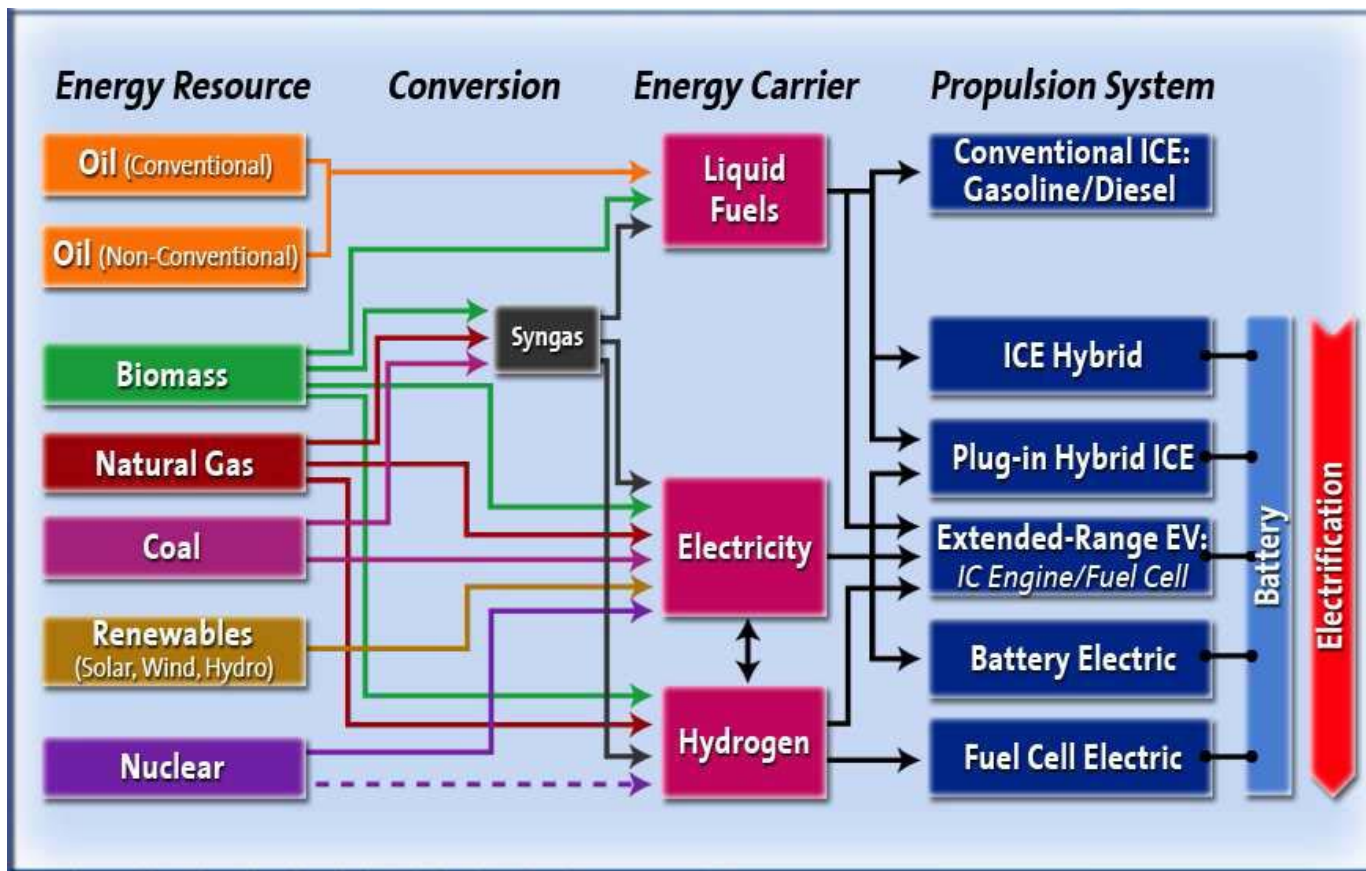 Energy Resource
Conversion
Energy Carrier
Propulsion System
Oil (Conventional)
Oil (Non-Conventional)
Biomass
Natural Gas
Coal
Renewables
(Solar, Wind, Hydro)
Nuclear
Syngas
Liquid
Fuels
Electricity
Hydrogen
Conventional ICE:
Gasoline/Diesel
ICE Hybrid
Plug-in Hybrid ICE
Extended-Range EV:
IC Engine/Fuel Cell
Battery Electric
Fuel Cell Electric
Battery
Electrification